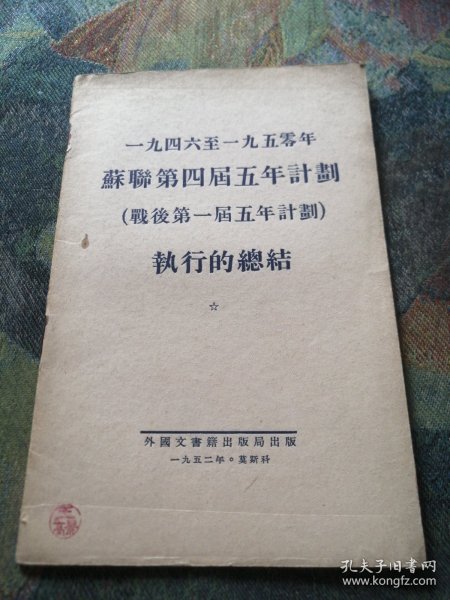 一九四六至一九五零年
蘇聯第四屆五年計劃
(戰後第一屆五年計劃)
執行的總結
☆
外國文書籍出版局出版
一九五二年。莫斯科
孔夫子旧书网
www.kongfz.com